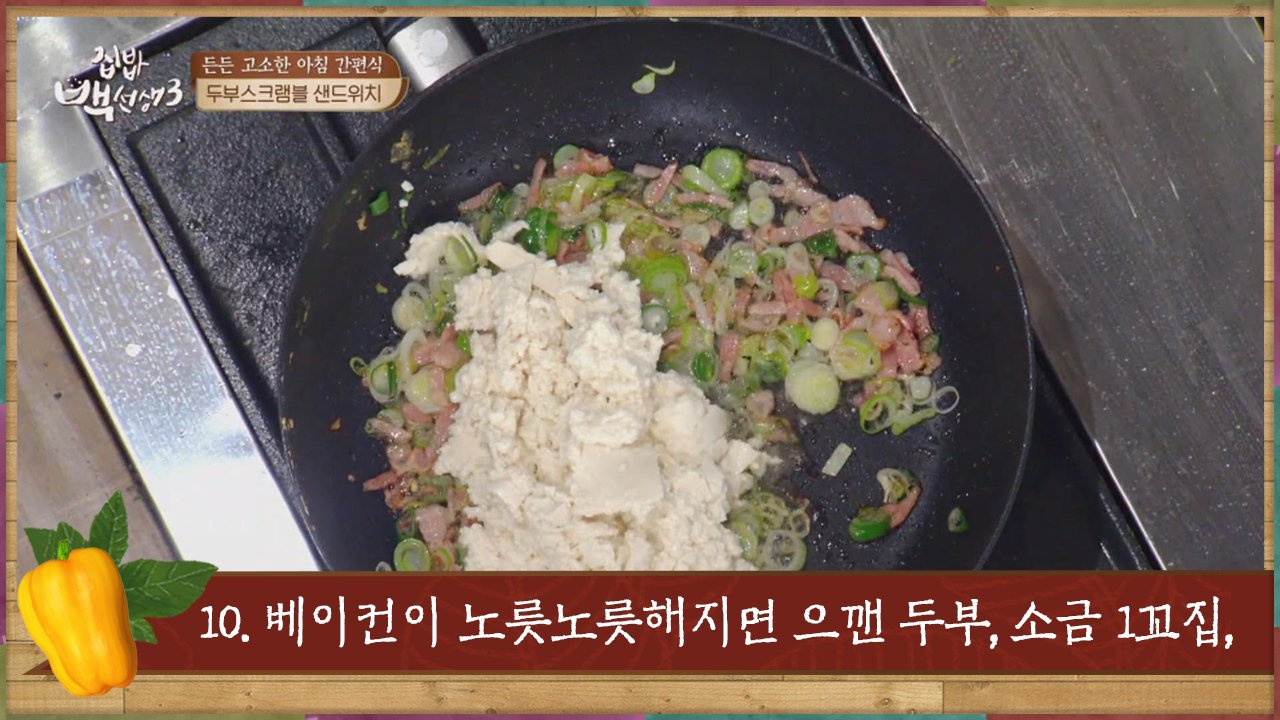 집밥
백선생3
든든 고소한 아침 간편식
두부스크램블 샌드위치
10. 베이컨이 노릇노릇해지면 으깬 두부, 소금 1꼬집,